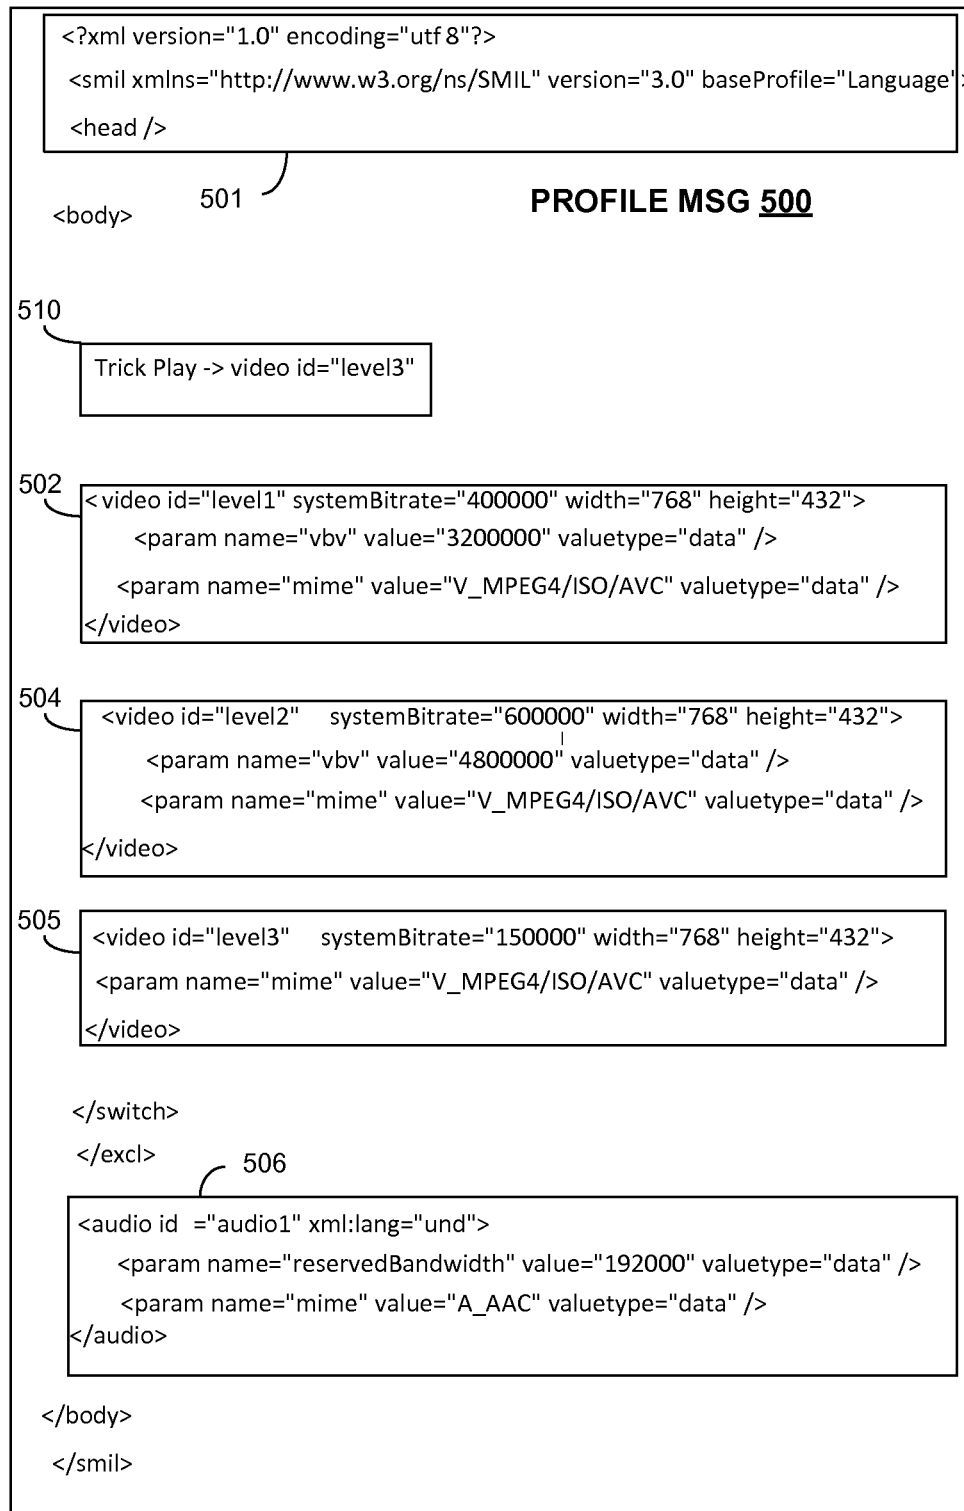 <?xml version="1.0" encoding="utf 8"?>
<smil xmlns="http://www.w3.org/ns/SMIL" version="3.0" baseProfile="Language">
<head />
501
PROFILE MSG 500
<body>
510
Trick Play -> video id="level3"
502
< video id="level1" systemBitrate="400000" width="768" height="432">
<param name="vbv" value="3200000" valuetype="data" />
<param name="mime" value="V_MPEG4/ISO/AVC" valuetype="data" />
</video>
504
<video id="level2" systemBitrate="600000" width="768" height="432">
<param name="vbv" value="4800000" valuetype="data" />
<param name="mime" value="V_MPEG4/ISO/AVC" valuetype="data" />
</video>
505
<video id="level3" systemBitrate="150000" width="768" height="432">
<param name="mime" value="V_MPEG4/ISO/AVC" valuetype="data" />
</video>
</switch>
</excl>
506
<audio id ="audio1" xml:lang="und">
<param name="reservedBandwidth" value="192000" valuetype="data" />
<param name="mime" value="A_AAC" valuetype="data" />
</audio>
</body>
</smil>